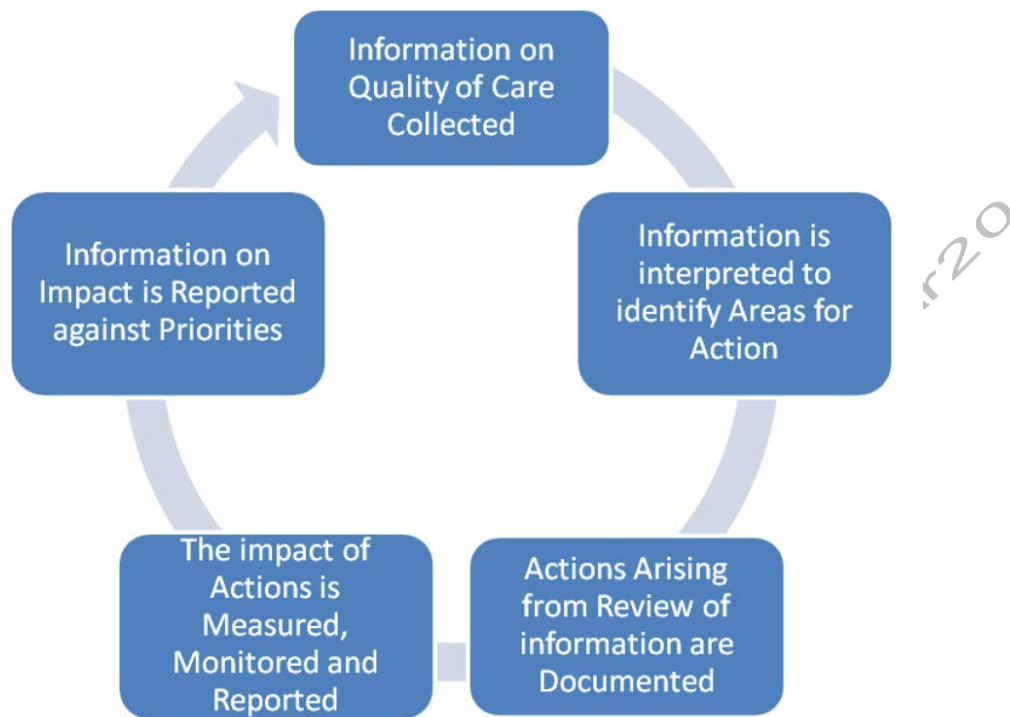 Information on
Quality of Care
Collected
Information is
interpreted to
identify Areas for
Action
Actions Arising
from Review of
information are
Documented
The impact of
Actions is
Measured,
Monitored and
Reported
Information on
Impact is Reported
against Priorities